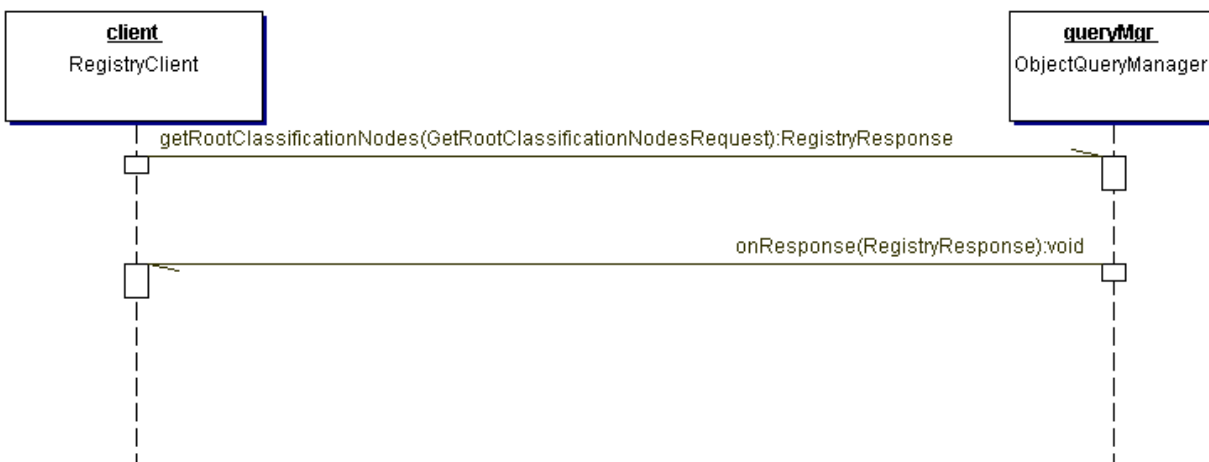 client
RegistryClient
queryMgr
ObjectQueryManager
getRootClassificationNodes(GetRootClassificationNodesRequest):RegistryResponse
onResponse(RegistryResponse):void